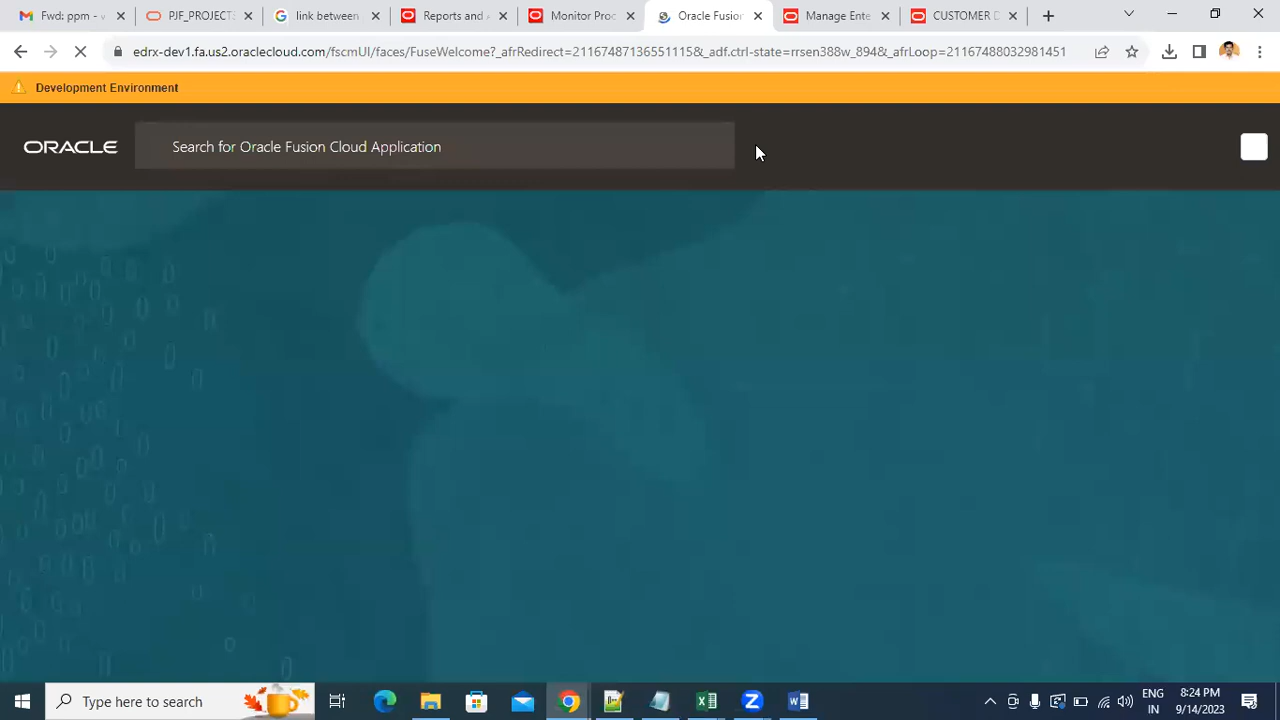 Fwd: pprny v
PJF_PROJECTS
link between
Reports and A
Monitor Proc
Oracle Fusion
Manage Ente
CUSTOMER D
edrx-dev1.fa.us2.oraclecloud.com/fscmUI/faces/FuseWelcome?_afrRedirect=21167487136551115&_adf.ctrl-state=rrsen388w_894&_afrLoop=21167488032981451
Development Environment
ORACLE
Search for Oracle Fusion Cloud Application
Type here to search
ENG
IN
8:24 PM
9/14/2023